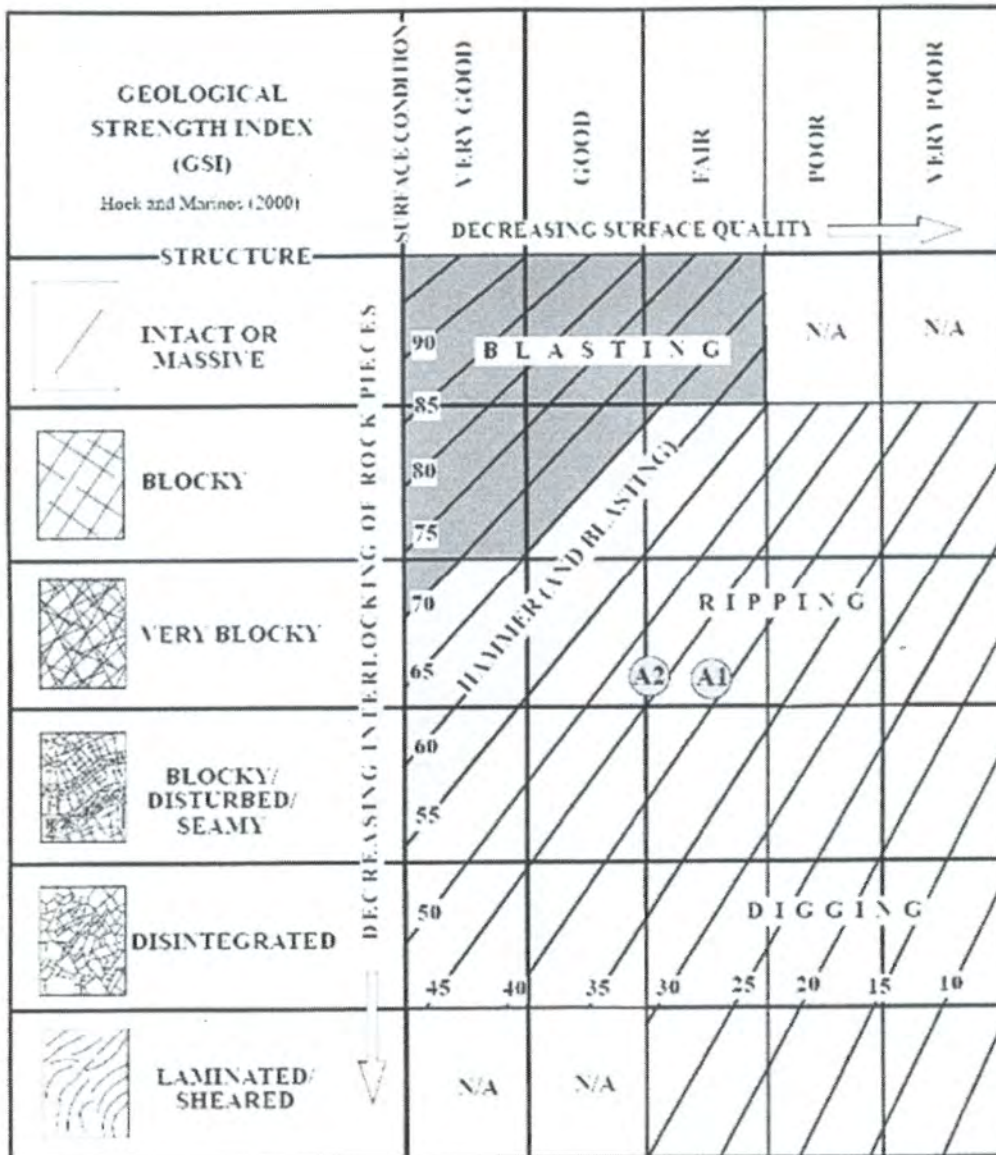 GEOLOGICAL
STRENGTH INDEX
(GSI)
Hoek and Marinos (2000)
SURFACE CONDITION
VERY GOOD
GOOD
FAIR
POOR
VERY POOR
DECREASING SURFACE QUALITY
STRUCTURE
DECREASING INTERLOCKING OF ROCK PIECES
INTACT OR
MASSIVE
90
BLASTING
N/A
N/A
85
BLOCKY
80
75
HAMMER (AND BLASTING)
VERY BLOCKY
70
RIPPING
65
A2
A1
BLOCKY/
DISTURBED/
SEAMY
60
55
DISINTEGRATED
50
DIGGING
45
40
35
30
25
20
15
10
LAMINATED/
SHEARED
N/A
N/A